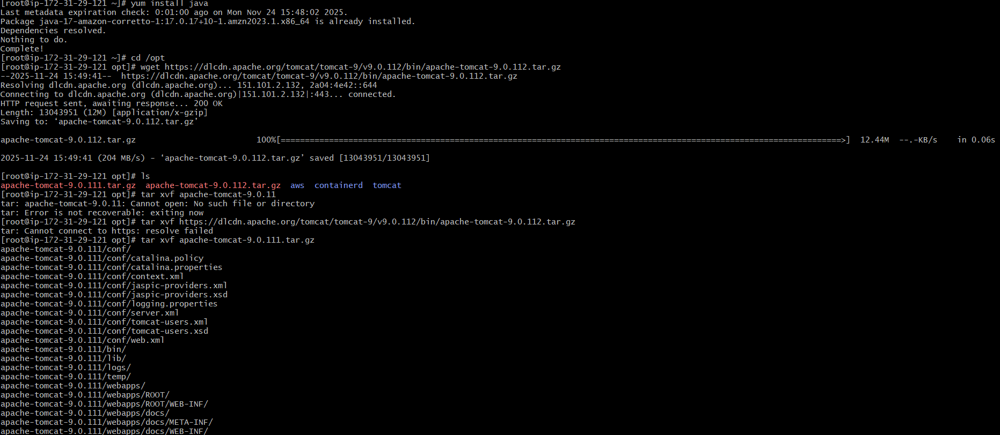 [root@ip-172-31-29-121 ~]# yum install java
Last metadata expiration check: 0:01:00 ago on Mon Nov 24 15:48:02 2025.
Package java-17-amazon-corretto-1:17.0.17+10-1.amzn2023.1.x86_64 is already installed.
Dependencies resolved.
Nothing to do.
Complete!
[root@ip-172-31-29-121 ~]# cd /opt
[root@ip-172-31-29-121 opt]# wget https://dlcdn.apache.org/tomcat/tomcat-9/v9.0.112/bin/apache-tomcat-9.0.112.tar.gz
--2025-11-24 15:49:41--  https://dlcdn.apache.org/tomcat/tomcat-9/v9.0.112/bin/apache-tomcat-9.0.112.tar.gz
Resolving dlcdn.apache.org (dlcdn.apache.org)... 151.101.2.132, 2a04:4e42::644
Connecting to dlcdn.apache.org (dlcdn.apache.org)|151.101.2.132|:443... connected.
HTTP request sent, awaiting response... 200 OK
Length: 13043951 (12M) [application/x-gzip]
Saving to: ‘apache-tomcat-9.0.112.tar.gz’
apache-tomcat-9.0.112.tar.gz                         100%[====================================================================================================================>]  12.44M  --.-KB/s    in 0.06s
2025-11-24 15:49:41 (204 MB/s) - ‘apache-tomcat-9.0.112.tar.gz’ saved [13043951/13043951]
[root@ip-172-31-29-121 opt]# ls
apache-tomcat-9.0.111.tar.gz  apache-tomcat-9.0.112.tar.gz  aws  containerd  tomcat
[root@ip-172-31-29-121 opt]# tar xvf apache-tomcat-9.0.11
tar: apache-tomcat-9.0.11: Cannot open: No such file or directory
tar: Error is not recoverable: exiting now
[root@ip-172-31-29-121 opt]# tar xvf https://dlcdn.apache.org/tomcat/tomcat-9/v9.0.112/bin/apache-tomcat-9.0.112.tar.gz
tar: Cannot connect to https: resolve failed
[root@ip-172-31-29-121 opt]# tar xvf apache-tomcat-9.0.111.tar.gz
apache-tomcat-9.0.111/conf/
apache-tomcat-9.0.111/conf/catalina.policy
apache-tomcat-9.0.111/conf/catalina.properties
apache-tomcat-9.0.111/conf/context.xml
apache-tomcat-9.0.111/conf/jaspic-providers.xml
apache-tomcat-9.0.111/conf/jaspic-providers.xsd
apache-tomcat-9.0.111/conf/logging.properties
apache-tomcat-9.0.111/conf/server.xml
apache-tomcat-9.0.111/conf/tomcat-users.xml
apache-tomcat-9.0.111/conf/tomcat-users.xsd
apache-tomcat-9.0.111/conf/web.xml
apache-tomcat-9.0.111/bin/
apache-tomcat-9.0.111/lib/
apache-tomcat-9.0.111/logs/
apache-tomcat-9.0.111/temp/
apache-tomcat-9.0.111/webapps/
apache-tomcat-9.0.111/webapps/ROOT/
apache-tomcat-9.0.111/webapps/ROOT/WEB-INF/
apache-tomcat-9.0.111/webapps/docs/
apache-tomcat-9.0.111/webapps/docs/META-INF/
apache-tomcat-9.0.111/webapps/docs/WEB-INF/